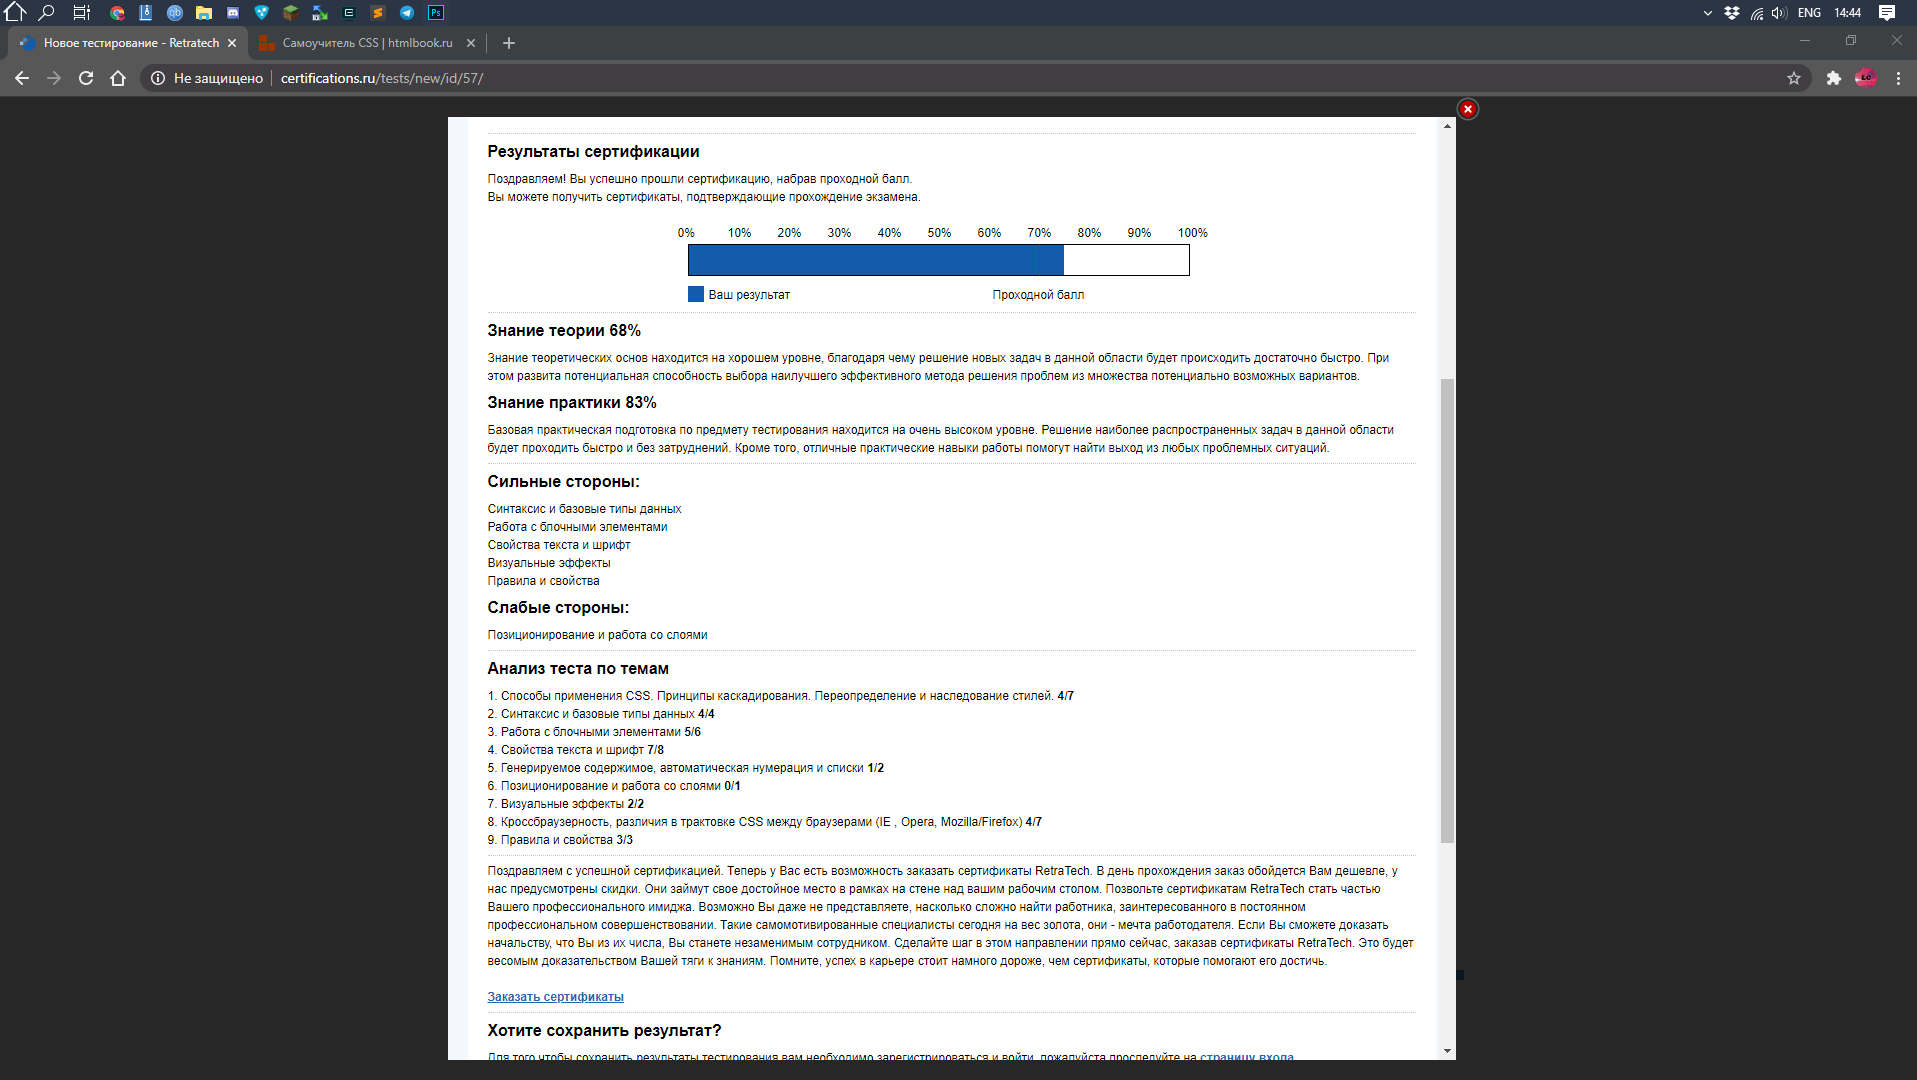 ENG 14:44
Новое тестирование - Retratech
Самоучитель CSS | htmlbook.ru
Не защищено certifications.ru/tests/new/id/57/
Результаты сертификации
Поздравляем! Вы успешно прошли сертификацию, набрав проходной балл.
Вы можете получить сертификаты, подтверждающие прохождение экзамена.
0% 10% 20% 30% 40% 50% 60% 70% 80% 90% 100%
Ваш результат Проходной балл
Знание теории 68%
Знание теоретических основ находится на хорошем уровне, благодаря чему решение новых задач в данной области будет происходить достаточно быстро. При
этом развита потенциальная способность выбора наилучшего эффективного метода решения проблем из множества потенциально возможных вариантов.
Знание практики 83%
Базовая практическая подготовка по предмету тестирования находится на очень высоком уровне. Решение наиболее распространенных задач в данной области
будет проходить быстро и без затруднений. Кроме того, отличные практические навыки работы помогут найти выход из любых проблемных ситуаций.
Сильные стороны:
Синтаксис и базовые типы данных
Работа с блочными элементами
Свойства текста и шрифт
Визуальные эффекты
Правила и свойства
Слабые стороны:
Позиционирование и работа со слоями
Анализ теста по темам
1. Способы применения CSS. Принципы каскадирования. Переопределение и наследование стилей. 4/7
2. Синтаксис и базовые типы данных 4/4
3. Работа с блочными элементами 5/6
4. Свойства текста и шрифт 7/8
5. Генерируемое содержимое, автоматическая нумерация и списки 1/2
6. Позиционирование и работа со слоями 0/1
7. Визуальные эффекты 2/2
8. Кроссбраузерность, различия в трактовке CSS между браузерами (IE , Opera, Mozilla/Firefox) 4/7
9. Правила и свойства 3/3
Поздравляем с успешной сертификацией. Теперь у Вас есть возможность заказать сертификаты RetraTech. В день прохождения заказ обойдется Вам дешевле, у
нас предусмотрены скидки. Они займут свое достойное место в рамках на стене над вашим рабочим столом. Позвольте сертификатам RetraTech стать частью
Вашего профессионального имиджа. Возможно Вы даже не представляете, насколько сложно найти работника, заинтересованного в постоянном
профессиональном совершенствовании. Такие самомотивированные специалисты сегодня на вес золота, они - мечта работодателя. Если Вы сможете доказать
начальству, что Вы из их числа, Вы станете незаменимым сотрудником. Сделайте шаг в этом направлении прямо сейчас, заказав сертификаты RetraTech. Это будет
весомым доказательством Вашей тяги к знаниям. Помните, успех в карьере стоит намного дороже, чем сертификаты, которые помогают его достичь.
Заказать сертификаты
Хотите сохранить результат?
Для того чтобы сохранить результаты тестирования вам необходимо зарегистрироваться и войти, пожалуйста проследуйте на страницу входа